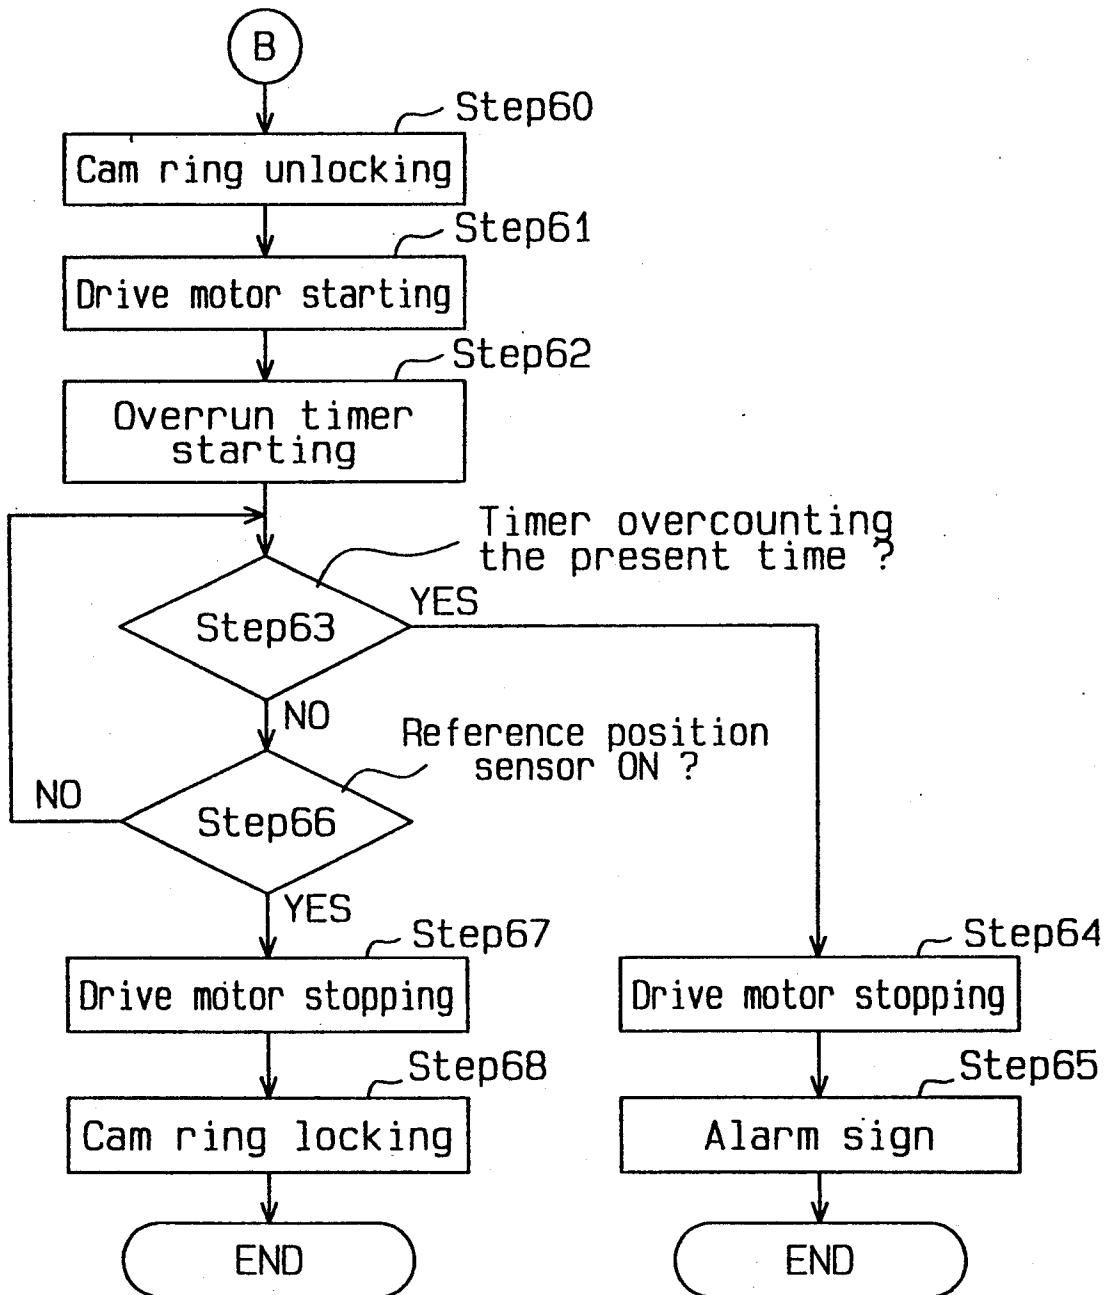 B
Step60
Cam ring unlocking
Step61
Drive motor starting
Step62
Overrun timer
starting
Timer overcounting
the present time ?
YES
Step63
NO
Reference position
sensor ON ?
NO
Step66
YES
Step67
Step64
Drive motor stopping
Drive motor stopping
Step68
Step65
Cam ring locking
Alarm sign
END
END